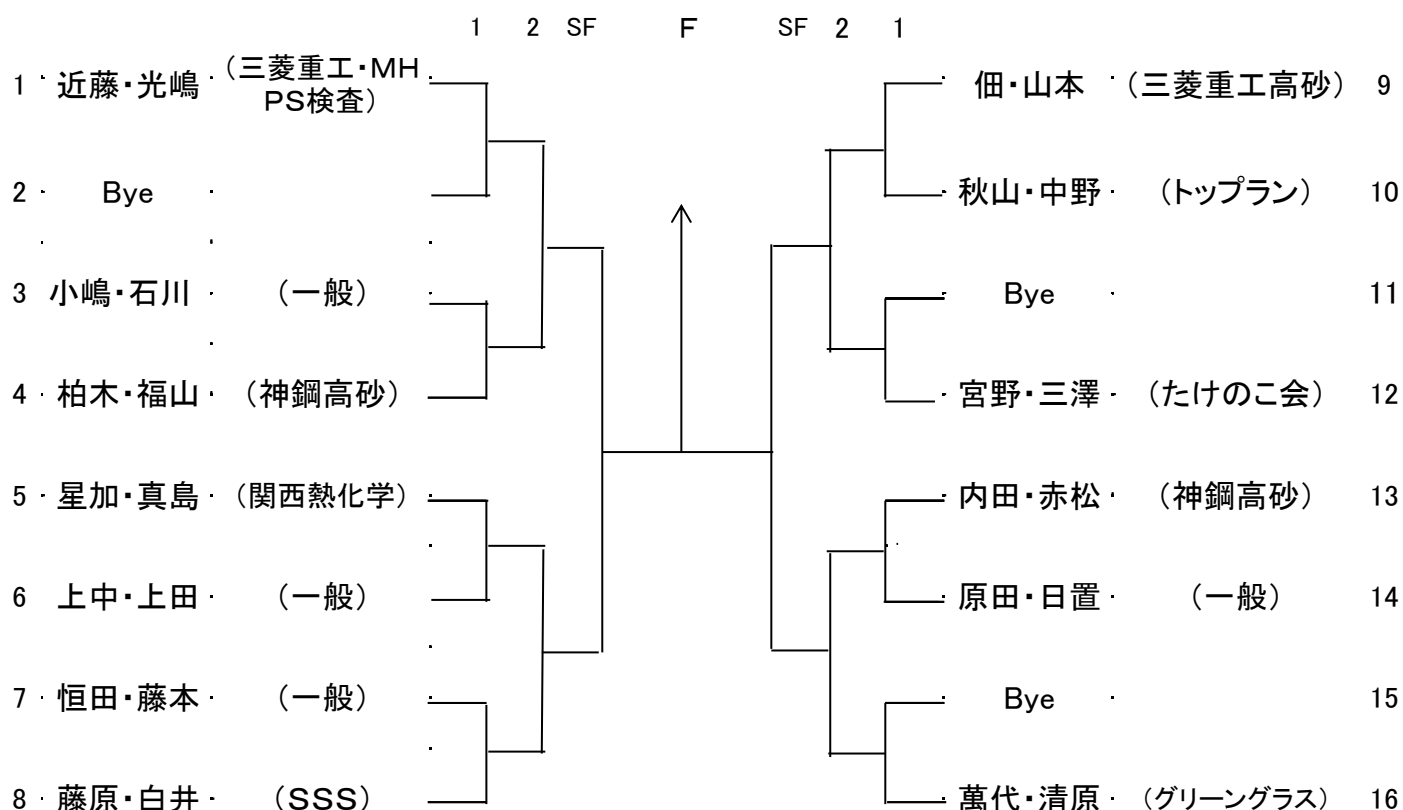 1 2 SF F SF 2 1
1 近藤・光嶋 （三菱重工・MH
PS検査）
2 Bye
3 小嶋・石川 （一般）
4 柏木・福山 （神鋼高砂）
5 星加・真島 （関西熱化学）
6 上中・上田 （一般）
7 恒田・藤本 （一般）
8 藤原・白井 （SSS）
佃・山本 （三菱重工高砂） 9
秋山・中野 （トップラン） 10
Bye 11
宮野・三澤 （たけのこ会） 12
内田・赤松 （神鋼高砂） 13
原田・日置 （一般） 14
Bye 15
萬代・清原 （グリーングラス） 16